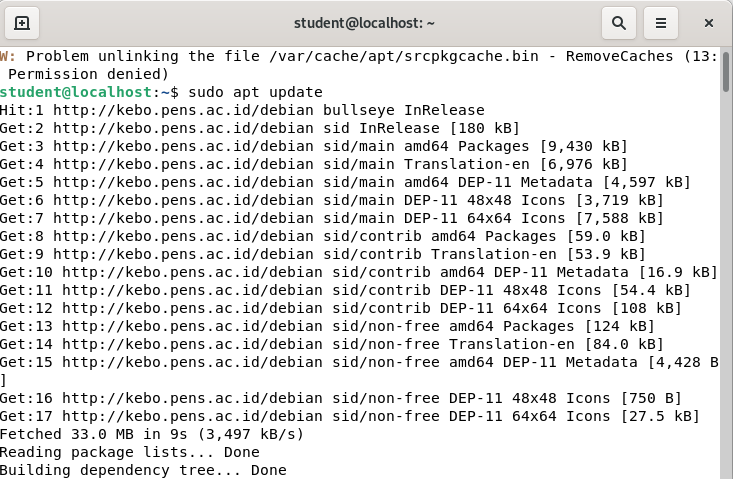 student@localhost: ~
W: Problem unlinking the file /var/cache/apt/srcpkgcache.bin - RemoveCaches (13:
 Permission denied)
student@localhost:~$ sudo apt update
Hit:1 http://kebo.pens.ac.id/debian bullseye InRelease
Get:2 http://kebo.pens.ac.id/debian sid InRelease [180 kB]
Get:3 http://kebo.pens.ac.id/debian sid/main amd64 Packages [9,430 kB]
Get:4 http://kebo.pens.ac.id/debian sid/main Translation-en [6,976 kB]
Get:5 http://kebo.pens.ac.id/debian sid/main amd64 DEP-11 Metadata [4,597 kB]
Get:6 http://kebo.pens.ac.id/debian sid/main DEP-11 48x48 Icons [3,719 kB]
Get:7 http://kebo.pens.ac.id/debian sid/main DEP-11 64x64 Icons [7,588 kB]
Get:8 http://kebo.pens.ac.id/debian sid/contrib amd64 Packages [59.0 kB]
Get:9 http://kebo.pens.ac.id/debian sid/contrib Translation-en [53.9 kB]
Get:10 http://kebo.pens.ac.id/debian sid/contrib amd64 DEP-11 Metadata [16.9 kB]
Get:11 http://kebo.pens.ac.id/debian sid/contrib DEP-11 48x48 Icons [54.4 kB]
Get:12 http://kebo.pens.ac.id/debian sid/contrib DEP-11 64x64 Icons [108 kB]
Get:13 http://kebo.pens.ac.id/debian sid/non-free amd64 Packages [124 kB]
Get:14 http://kebo.pens.ac.id/debian sid/non-free Translation-en [84.0 kB]
Get:15 http://kebo.pens.ac.id/debian sid/non-free amd64 DEP-11 Metadata [4,428 B
]
Get:16 http://kebo.pens.ac.id/debian sid/non-free DEP-11 48x48 Icons [750 B]
Get:17 http://kebo.pens.ac.id/debian sid/non-free DEP-11 64x64 Icons [27.5 kB]
Fetched 33.0 MB in 9s (3,497 kB/s)
Reading package lists... Done
Building dependency tree... Done